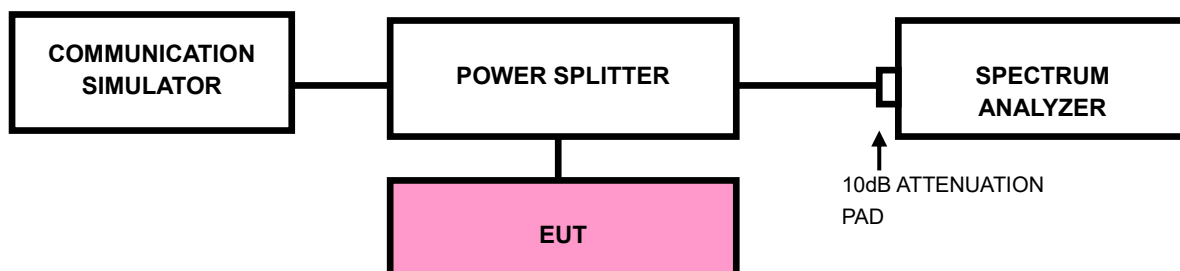 COMMUNICATION
SIMULATOR
POWER SPLITTER
SPECTRUM
ANALYZER
10dB ATTENUATION
PAD
EUT